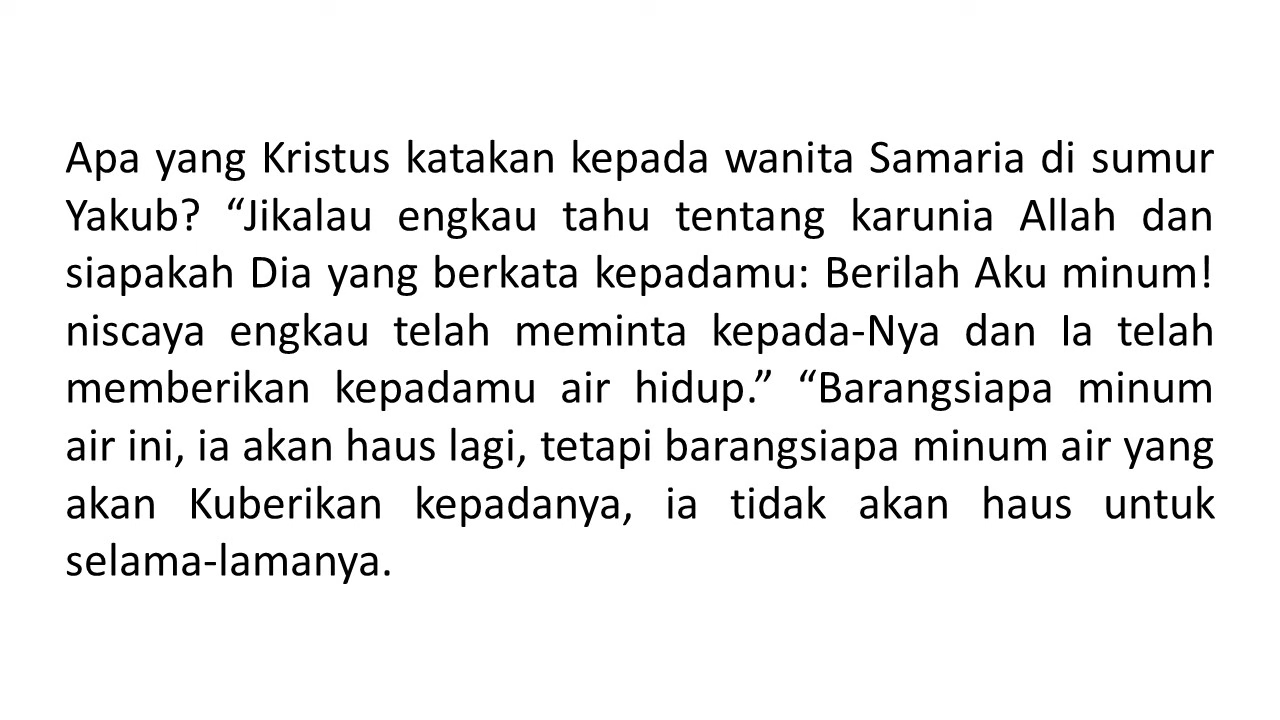 Apa yang Kristus katakan kepada wanita Samaria di sumur
Yakub? “Jikalau engkau tahu tentang karunia Allah dan
siapakah Dia yang berkata kepadamu: Berilah Aku minum!
niscaya engkau telah meminta kepada-Nya dan Ia telah
memberikan kepadamu air hidup.” “Barangsiapa minum
air ini, ia akan haus lagi, tetapi barangsiapa minum air yang
akan Kuberikan kepadanya, ia tidak akan haus untuk
selama-lamanya.